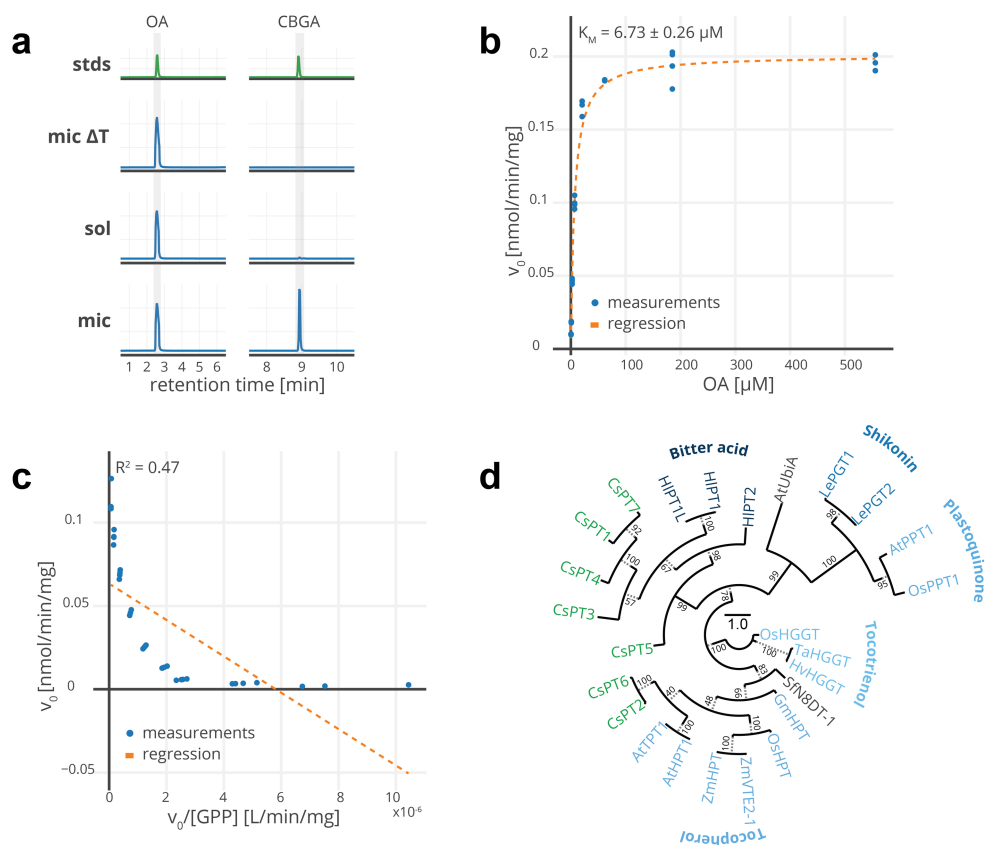 a
OA CBGA
stds
mic ΔT
sol
mic
1 2 3 4 5 6 8 9 10
retention time [min]
b
K_M = 6.73 ± 0.26 µM
0.2
0.15
0.1
0.05
0
v_0 [nmol/min/mg]
measurements
regression
0 100 200 300 400 500
OA [µM]
c
R² = 0.47
0.1
0.05
0
−0.05
v_0 [nmol/min/mg]
measurements
regression
0 2 4 6 8 10
x10⁻⁶
v_0/[GPP] [L/min/mg]
d
Bitter acid
Shikonin
Plastoquinone
Tocotrienol
Tocopherol
CsPT7
CsPT1
CsPT4
CsPT3
CsPT5
CsPT6
CsPT2
HlPT1L
HlPT1
HlPT2
AtUbiA
LePGT1
LePGT2
AtPPT1
OsPPT1
OsHGGT
TaHGGT
HvHGGT
SfN8DT-1
GmHPT
OsHPT
ZmVTE2-1
ZmHPT
AtHPT1
AtTPT1
1.0
92
100
57
67
100
98
99
78
99
98
100
95
100
100
83
99
48
100
100
40
100
100